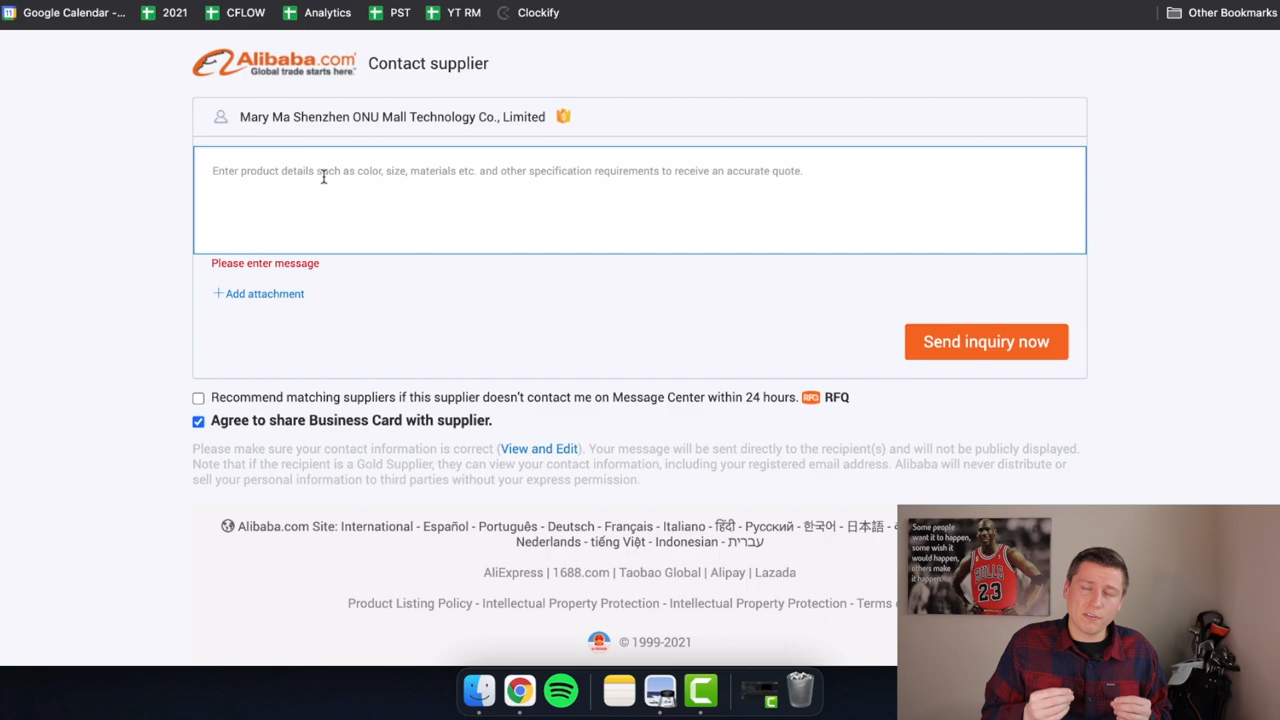 Google Calendar -...
2021
CFLOW
Analytics
PST
YT RM
Clockify
Other Bookmarks
Alibaba.com
Global trade starts here.
Contact supplier
Mary Ma Shenzhen ONU Mall Technology Co., Limited
Enter product details such as color, size, materials etc. and other specification requirements to receive an accurate quote.
Please enter message
Add attachment
Send inquiry now
Recommend matching suppliers if this supplier doesn't contact me on Message Center within 24 hours. RFQ RFQ
Agree to share Business Card with supplier.
Please make sure your contact information is correct (View and Edit). Your message will be sent directly to the recipient(s) and will not be publicly displayed.
Note that if the recipient is a Gold Supplier, they can view your contact information, including your registered email address. Alibaba will never distribute or
sell your personal information to third parties without your express permission.
Alibaba.com Site: International - Español - Português - Deutsch - Français - Italiano - हिंदी - Русский - 한국어 - 日本語 -
Nederlands - tiếng Việt - Indonesian - עברית
AliExpress | 1688.com | Taobao Global | Alipay | Lazada
Product Listing Policy - Intellectual Property Protection - Intellectual Property Protection - Terms
© 1999-2021
Some people
want it to happen,
some wish it
would happen,
others make
it happen.
BULLS
23